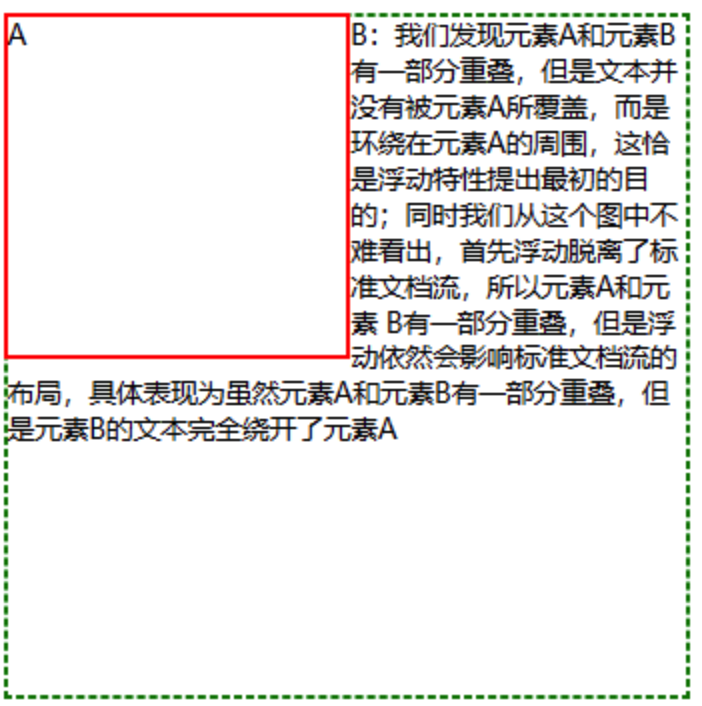 A
B：我们发现元素A和元素B
有一部分重叠，但是文本并
没有被元素A所覆盖，而是
环绕在元素A的周围，这恰
是浮动特性提出最初的目
的；同时我们从这个图中不
难看出，首先浮动脱离了标
准文档流，所以元素A和元
素 B有一部分重叠，但是浮
动依然会影响标准文档流的
布局，具体表现为虽然元素A和元素B有一部分重叠，但
是元素B的文本完全绕开了元素A